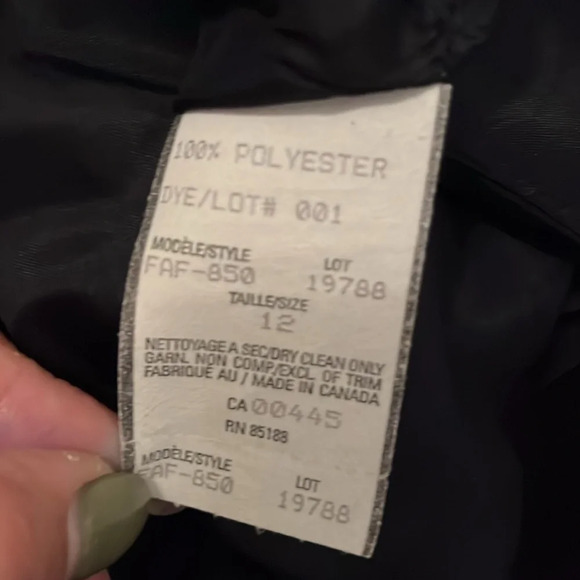 100% POLYESTER
DYE/LOT# 001
MODÈLE/STYLE LOT
FAF-850 19788
TAILLE/SIZE
12
NETTOYAGE A SEC/DRY CLEAN ONLY
GARN. NON COMP/EXCL. OF TRIM
FABRIQUE AU / MADE IN CANADA
CA 00445
RN 85188
MODÈLE/STYLE LOT
FAF-850 19788